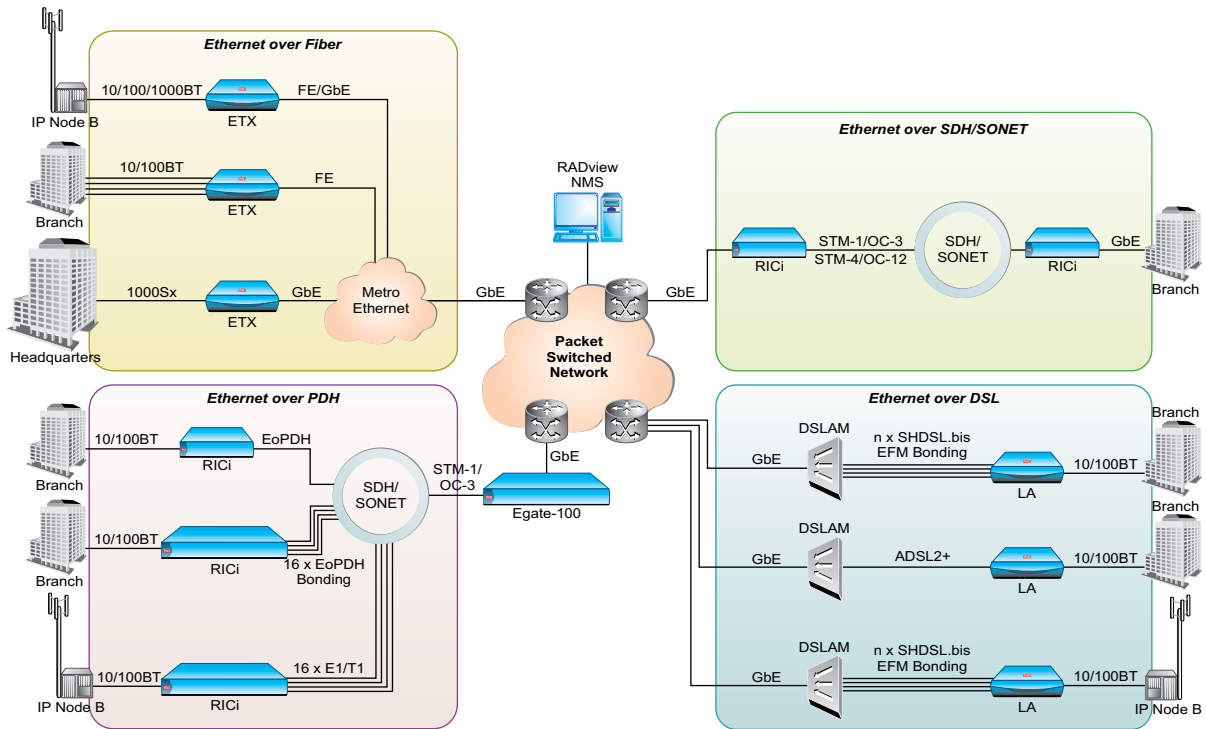 Ethernet over Fiber
10/100/1000BT
FE/GbE
IP Node B
ETX
10/100BT
FE
Branch
ETX
1000Sx
GbE
Metro
Ethernet
ETX
Headquarters
GbE
RADview
NMS
Packet
Switched
Network
GbE
Ethernet over SDH/SONET
RICi
STM-1/OC-3
STM-4/OC-12
SDH/
SONET
RICi
GbE
Branch
Ethernet over PDH
10/100BT
EoPDH
RICi
Branch
SDH/
SONET
STM-1/
OC-3
GbE
Egate-100
10/100BT
RICi
16 x EoPDH
Bonding
Branch
16 x E1/T1
10/100BT
RICi
IP Node B
Ethernet over DSL
Branch
DSLAM
n x SHDSL.bis
EFM Bonding
GbE
10/100BT
LA
Branch
DSLAM
GbE
ADSL2+
10/100BT
LA
DSLAM
n x SHDSL.bis
EFM Bonding
GbE
10/100BT
LA
IP Node B